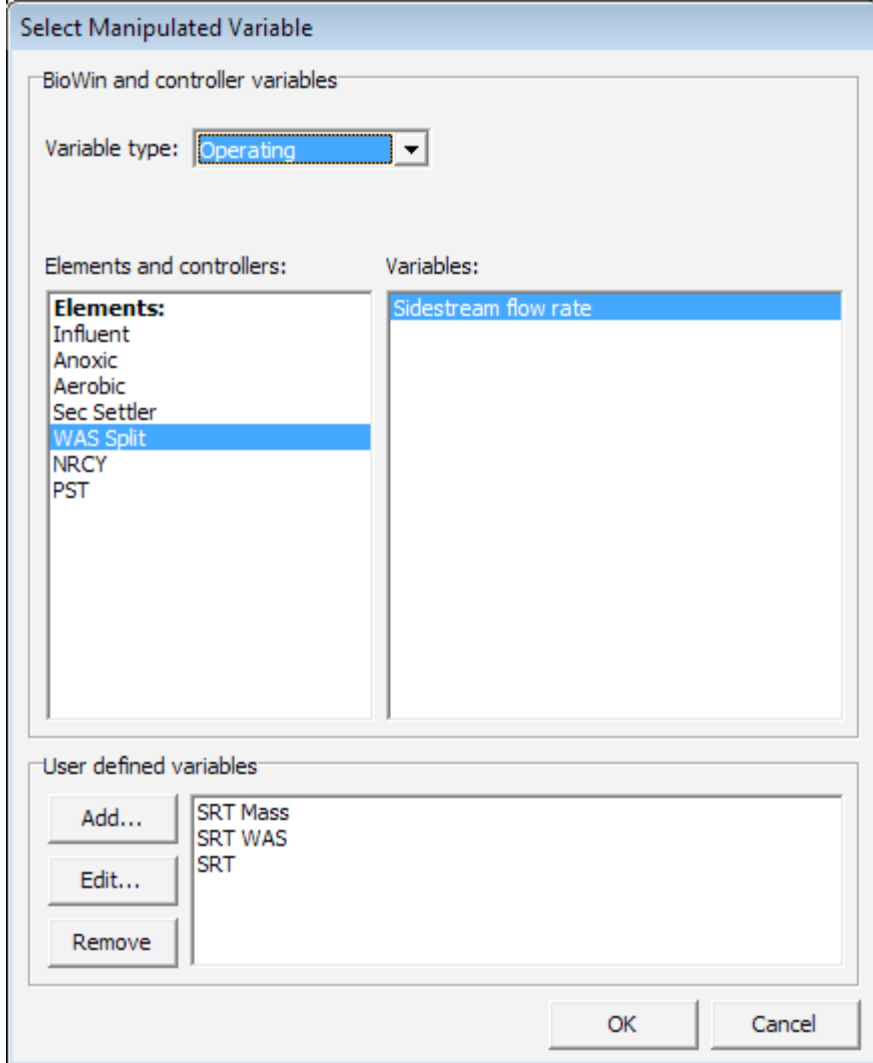 Select Manipulated Variable
BioWin and controller variables
Variable type: Operating
Elements and controllers:
Elements:
Influent
Anoxic
Aerobic
Sec Settler
WAS Split
NRCY
PST
Variables:
Sidestream flow rate
User defined variables
Add...
Edit...
Remove
SRT Mass
SRT WAS
SRT
OK
Cancel